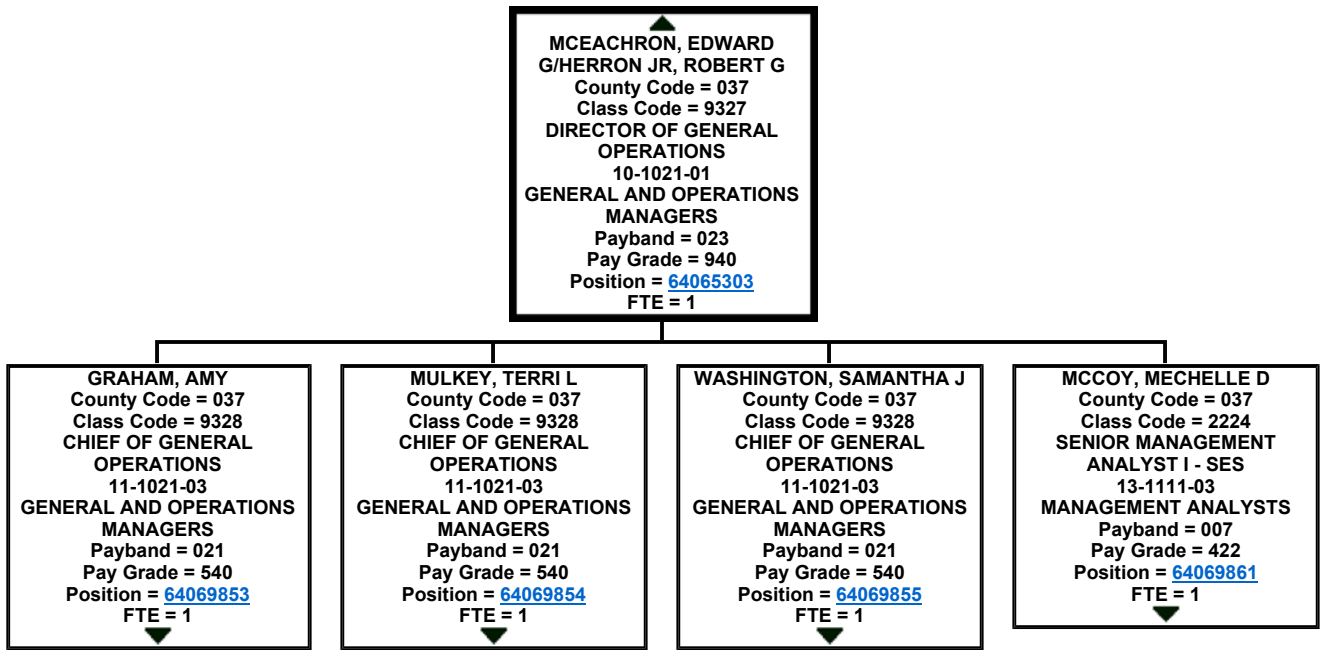 MCEACHRON, EDWARD
G/HERRON JR, ROBERT G
County Code = 037
Class Code = 9327
DIRECTOR OF GENERAL
OPERATIONS
10-1021-01
GENERAL AND OPERATIONS
MANAGERS
Payband = 023
Pay Grade = 940
Position = 64065303
FTE = 1
GRAHAM, AMY
County Code = 037
Class Code = 9328
CHIEF OF GENERAL
OPERATIONS
11-1021-03
GENERAL AND OPERATIONS
MANAGERS
Payband = 021
Pay Grade = 540
Position = 64069853
FTE = 1
MULKEY, TERRI L
County Code = 037
Class Code = 9328
CHIEF OF GENERAL
OPERATIONS
11-1021-03
GENERAL AND OPERATIONS
MANAGERS
Payband = 021
Pay Grade = 540
Position = 64069854
FTE = 1
WASHINGTON, SAMANTHA J
County Code = 037
Class Code = 9328
CHIEF OF GENERAL
OPERATIONS
11-1021-03
GENERAL AND OPERATIONS
MANAGERS
Payband = 021
Pay Grade = 540
Position = 64069855
FTE = 1
MCCOY, MECHELLE D
County Code = 037
Class Code = 2224
SENIOR MANAGEMENT
ANALYST I - SES
13-1111-03
MANAGEMENT ANALYSTS
Payband = 007
Pay Grade = 422
Position = 64069861
FTE = 1